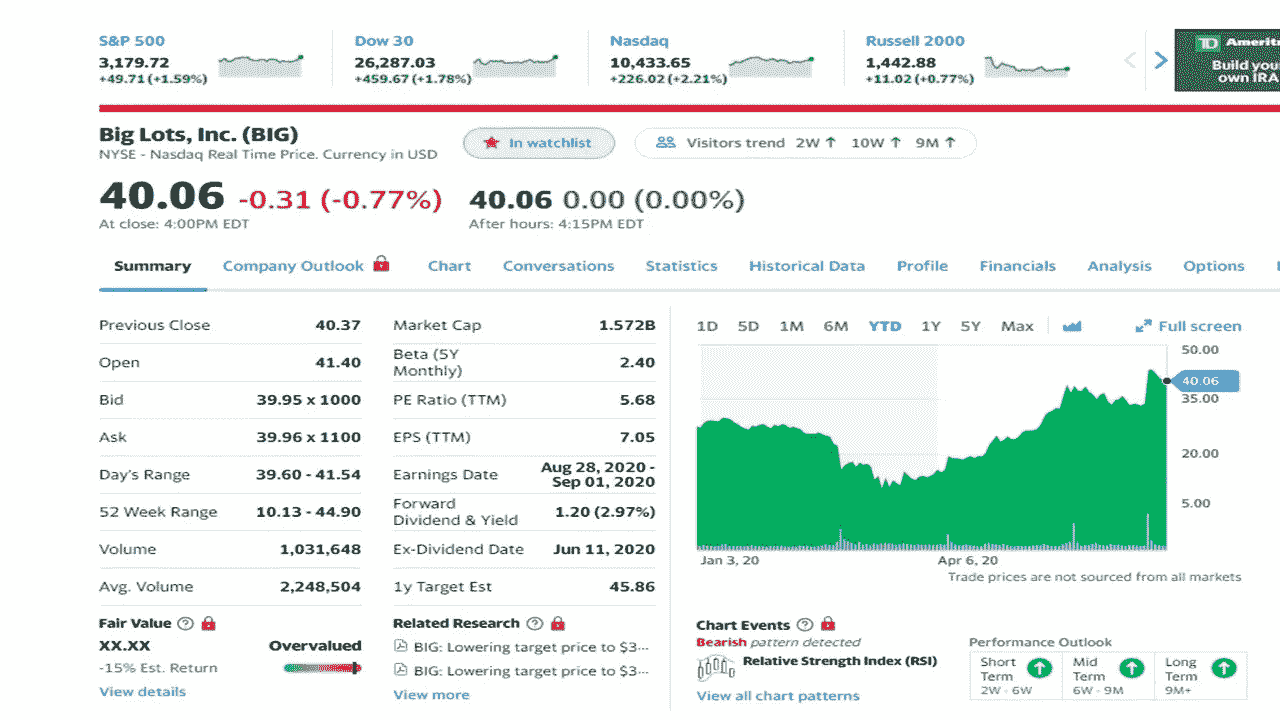 S&P 500
3,179.72
+49.71 (+1.59%)
Dow 30
26,287.03
+459.67 (+1.78%)
Nasdaq
10,433.65
+226.02 (+2.21%)
Russell 2000
1,442.88
+11.02 (+0.77%)
TD Ameritr
Build your
own IRA
Big Lots, Inc. (BIG)
NYSE - Nasdaq Real Time Price. Currency in USD
In watchlist
Visitors trend 2W ↑ 10W ↑ 9M ↑
40.06 -0.31 (-0.77%)
At close: 4:00PM EDT
40.06 0.00 (0.00%)
After hours: 4:15PM EDT
Summary Company Outlook Chart Conversations Statistics Historical Data Profile Financials Analysis Options
Previous Close 40.37
Open 41.40
Bid 39.95 x 1000
Ask 39.96 x 1100
Day's Range 39.60 - 41.54
52 Week Range 10.13 - 44.90
Volume 1,031,648
Avg. Volume 2,248,504
Market Cap 1.572B
Beta (5Y
Monthly) 2.40
PE Ratio (TTM) 5.68
EPS (TTM) 7.05
Earnings Date Aug 28, 2020 -
Sep 01, 2020
Forward
Dividend & Yield 1.20 (2.97%)
Ex-Dividend Date Jun 11, 2020
1y Target Est 45.86
1D 5D 1M 6M YTD 1Y 5Y Max Full screen
50.00
40.06
35.00
20.00
5.00
Jan 3, 20 Apr 6, 20
Trade prices are not sourced from all markets
Fair Value ?
XX.XX Overvalued
-15% Est. Return
View details
Related Research ?
BIG: Lowering target price to $3...
BIG: Lowering target price to $3...
View more
Chart Events ?
Bearish pattern detected
Relative Strength Index (RSI)
View all chart patterns
Performance Outlook
Short
Term
2W - 6W
Mid
Term
6W - 9M
Long
Term
9M+